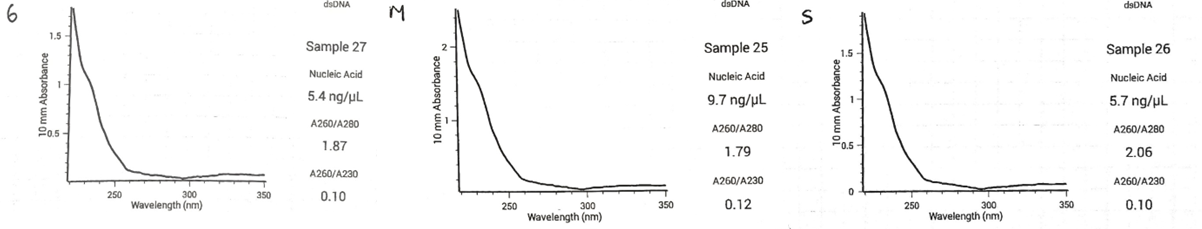 6
dsDNA
Sample 27
Nucleic Acid
5.4 ng/µL
A260/A280
1.87
A260/A230
0.10
10 mm Absorbance
1.5
1
0.5
250
300
350
Wavelength (nm)
M
dsDNA
Sample 25
Nucleic Acid
9.7 ng/µL
A260/A280
1.79
A260/A230
0.12
10 mm Absorbance
2
1
250
300
350
Wavelength (nm)
S
dsDNA
Sample 26
Nucleic Acid
5.7 ng/µL
A260/A280
2.06
A260/A230
0.10
10 mm Absorbance
1.5
1
0.5
0
250
300
350
Wavelength (nm)